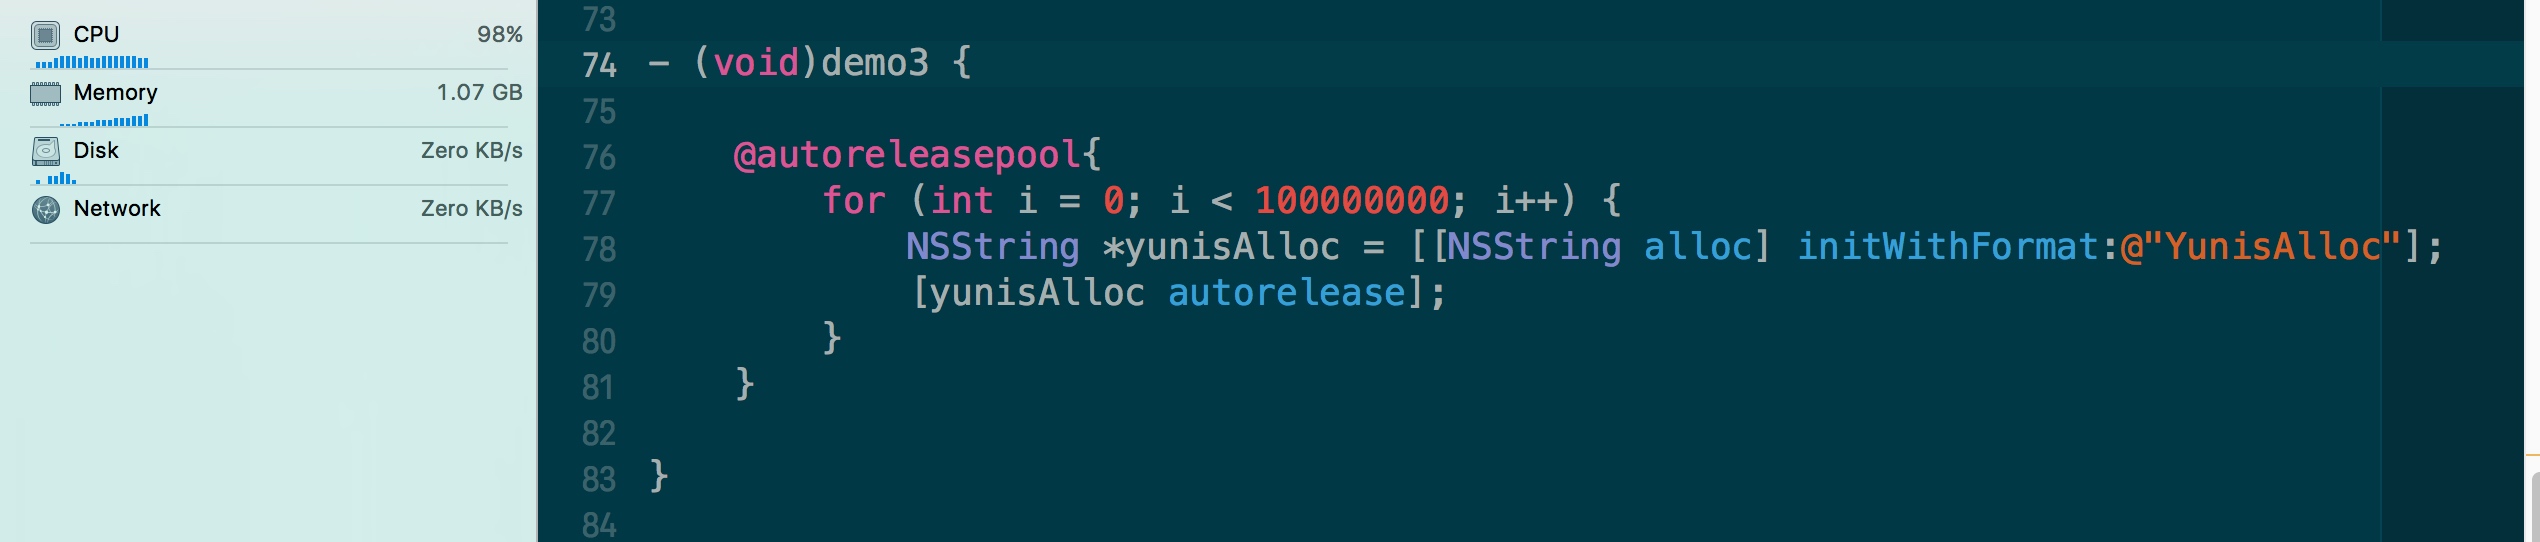 CPU 98%
Memory 1.07 GB
Disk Zero KB/s
Network Zero KB/s
73
74 - (void)demo3 {
75
76 @autoreleasepool{
77 for (int i = 0; i < 100000000; i++) {
78 NSString *yunisAlloc = [[NSString alloc] initWithFormat:@"YunisAlloc"];
79 [yunisAlloc autorelease];
80 }
81 }
82
83 }
84